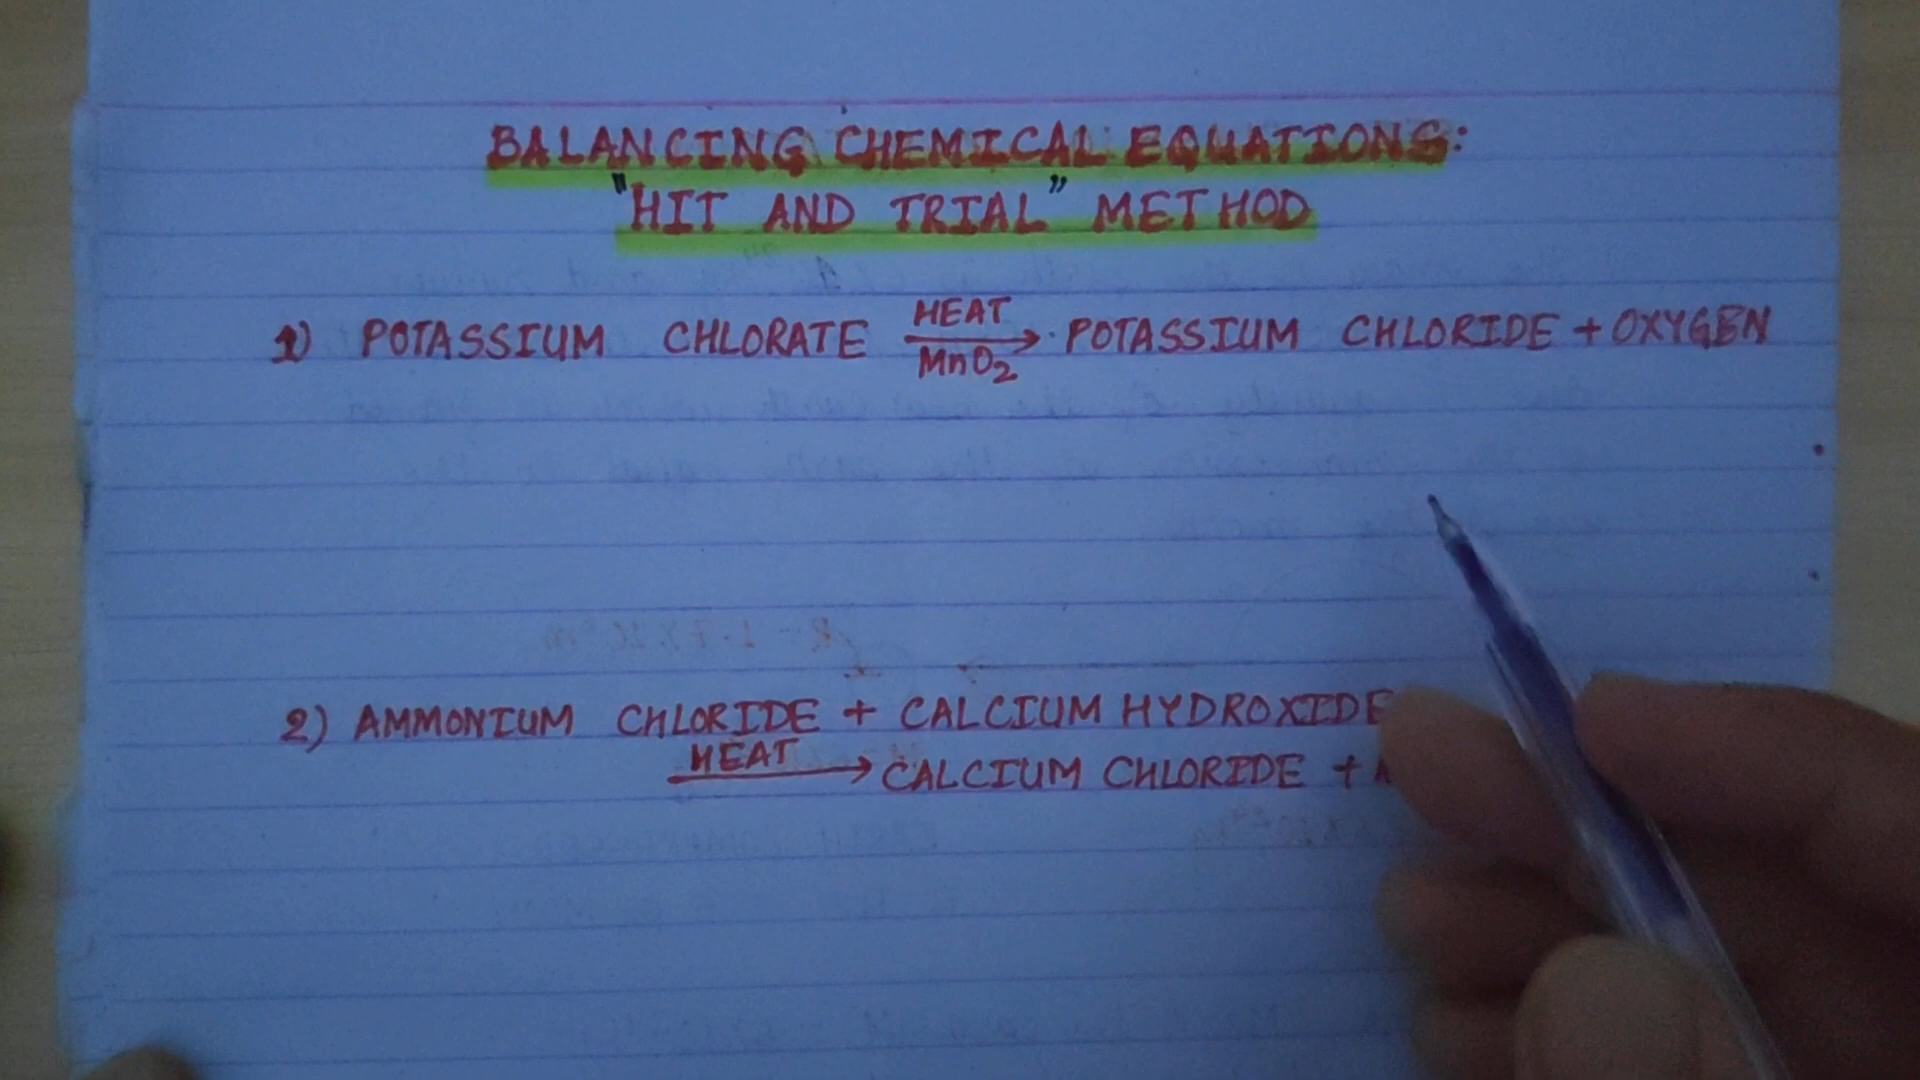 BALANCING CHEMICAL EQUATIONS:
"HIT AND TRIAL" METHOD
1) POTASSIUM CHLORATE HEAT MnO2 → POTASSIUM CHLORIDE + OXYGEN
2) AMMONIUM CHLORIDE + CALCIUM HYDROXIDE
HEAT → CALCIUM CHLORIDE +